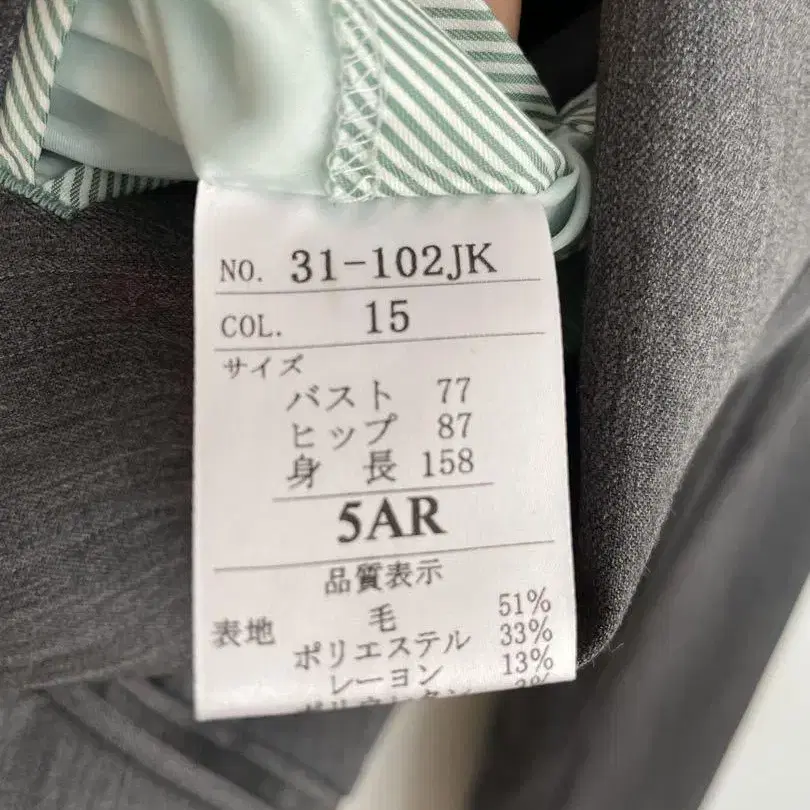 NO. 31-102JK
COL. 15
サイズ
バスト 77
ヒップ 87
身長 158
5AR
品質表示
表地 毛 51%
ポリエステル 33%
レーヨン 13%